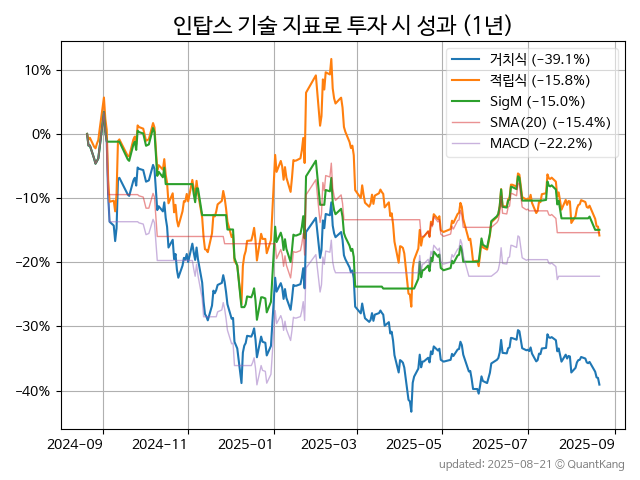 인탑스 기술 지표로 투자 시 성과 (1년)
거치식 (−39.1%)
적립식 (−15.8%)
SigM (−15.0%)
SMA(20) (−15.4%)
MACD (−22.2%)
10%
0%
−10%
−20%
−30%
−40%
2024-09
2024-11
2025-01
2025-03
2025-05
2025-07
2025-09
updated: 2025-08-21 © QuantKang